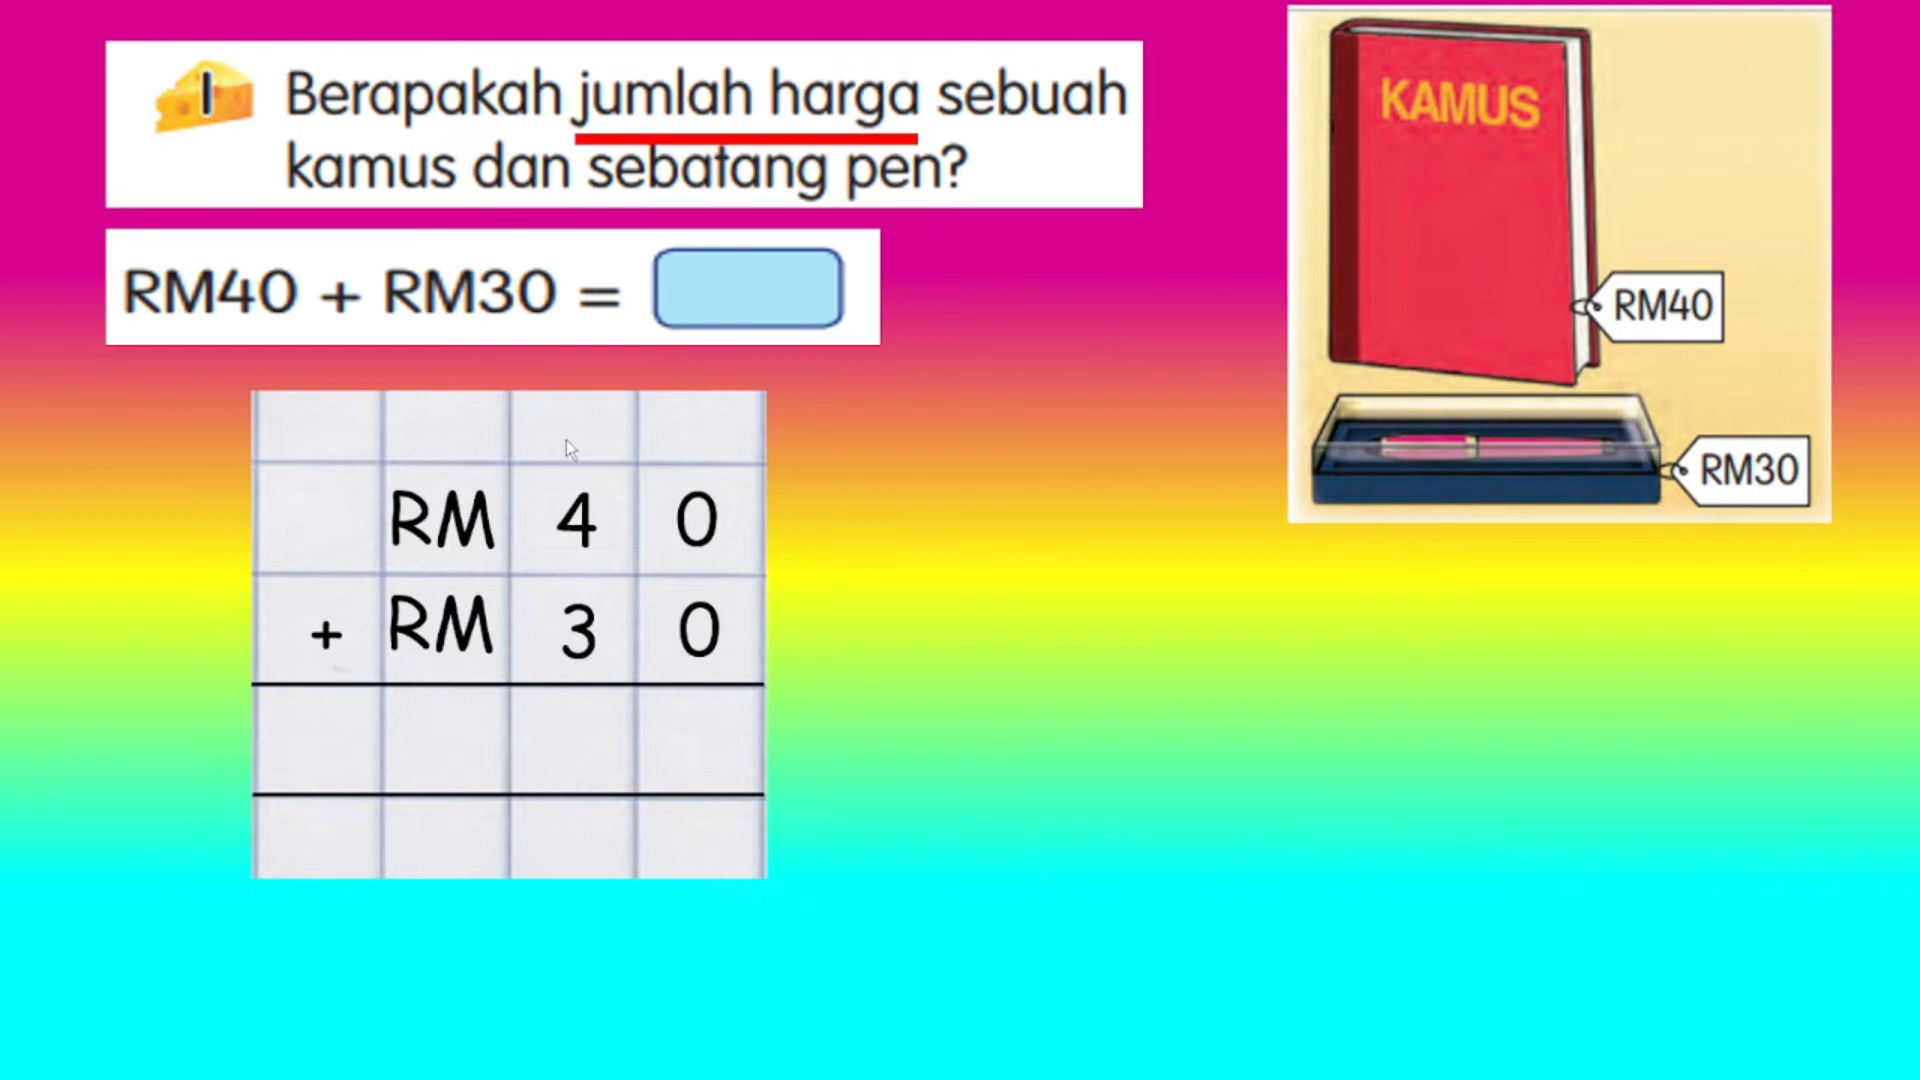 1 Berapakah jumlah harga sebuah
kamus dan sebatang pen?
RM40 + RM30 =
RM 4 0
+ RM 3 0
KAMUS
RM40
RM30